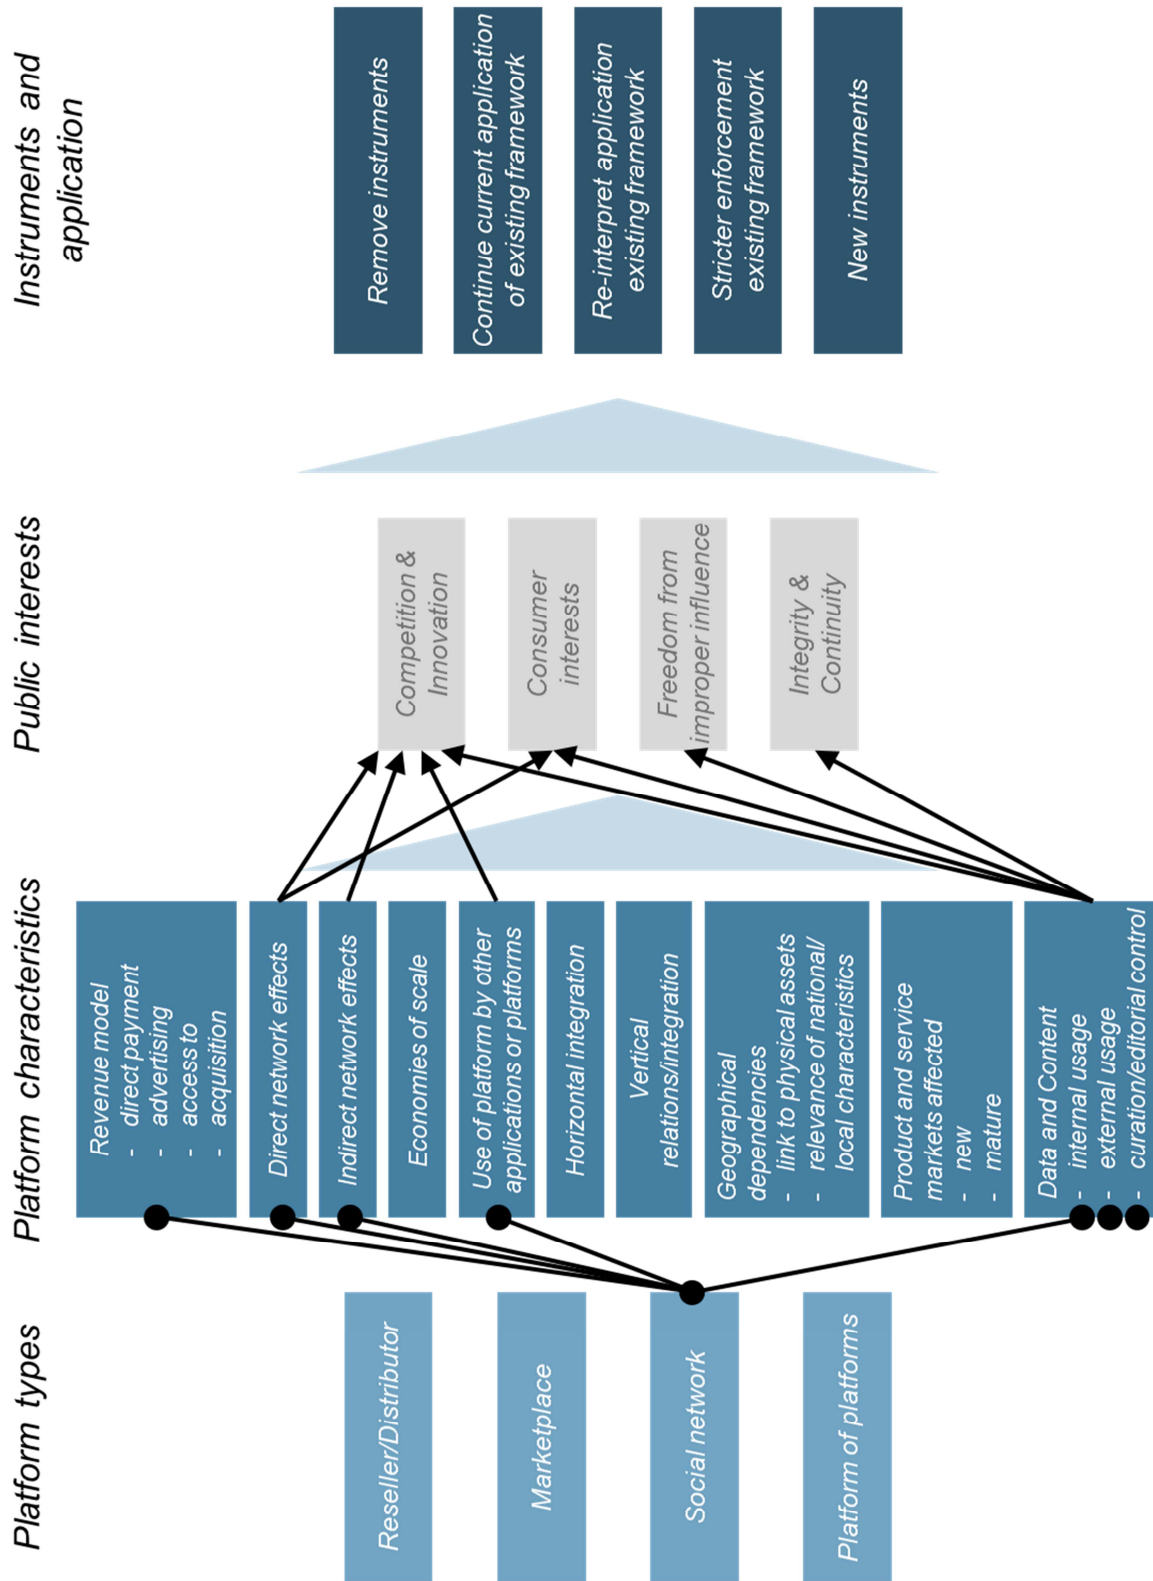 Platform types
Reseller/Distributor
Marketplace
Social network
Platform of platforms
Platform characteristics
Revenue model
- direct payment
- advertising
- access to
- acquisition
Direct network effects
Indirect network effects
Economies of scale
Use of platform by other
applications or platforms
Horizontal integration
Vertical
relations/integration
Geographical
dependencies
- link to physical assets
- relevance of national/
local characteristics
Product and service
markets affected
- new
- mature
Data and Content
- internal usage
- external usage
- curation/editorial control
Public interests
Competition &
Innovation
Consumer
interests
Freedom from
improper influence
Integrity &
Continuity
Instruments and
application
Remove instruments
Continue current application
of existing framework
Re-interpret application
existing framework
Stricter enforcement
existing framework
New instruments